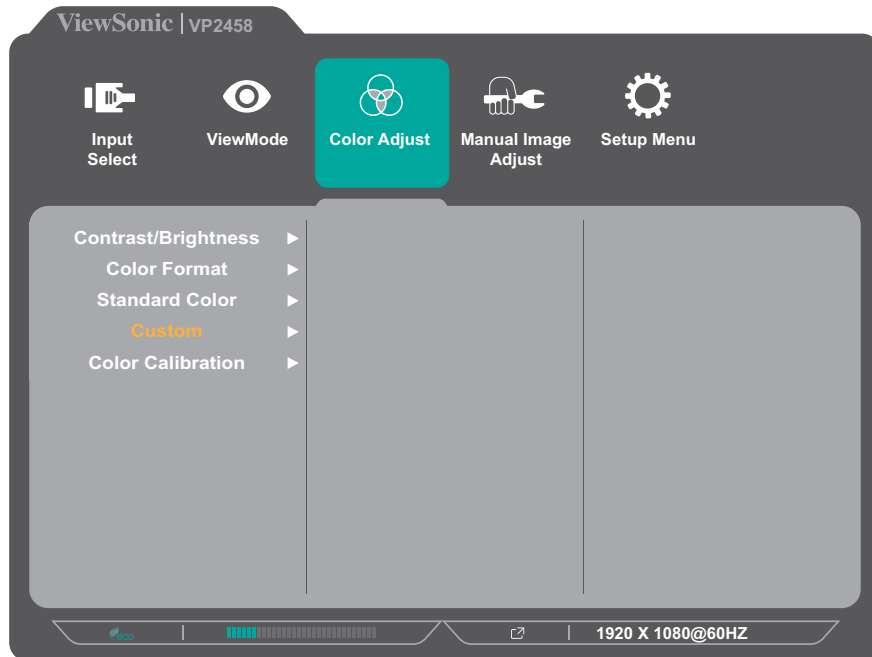 ViewSonic | VP2458
Input
Select
ViewMode
Color Adjust
Manual Image
Adjust
Setup Menu
Contrast/Brightness
Color Format
Standard Color
Custom
Color Calibration
eco
1920 X 1080@60HZ